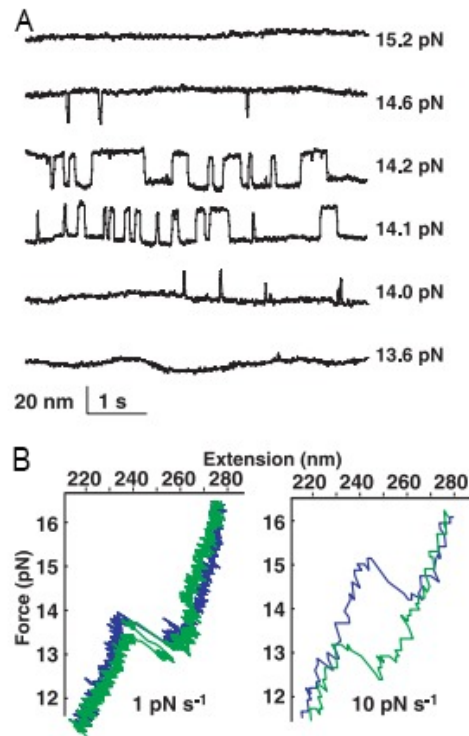 A
15.2 pN
14.6 pN
14.2 pN
14.1 pN
14.0 pN
13.6 pN
20 nm 1 s
B
Extension (nm)
220 240 260 280 220 240 260 280
Force (pN)
16 16
15 15
14 14
13 13
12 12
1 pN s⁻¹ 10 pN s⁻¹